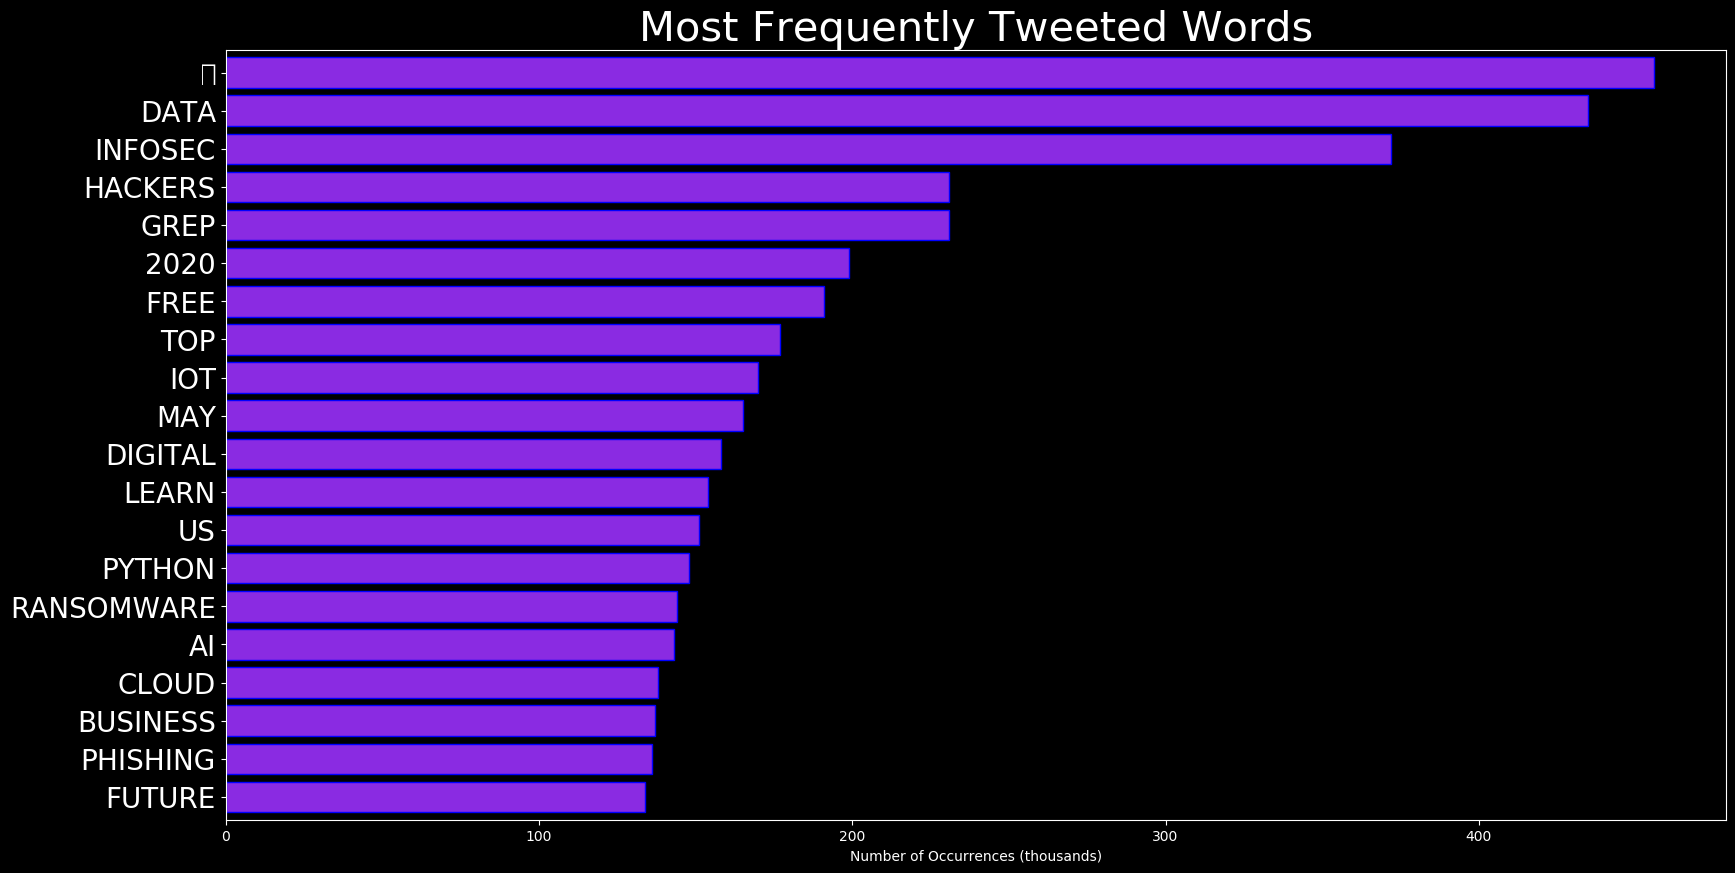 Most Frequently Tweeted Words
DATA
INFOSEC
HACKERS
GREP
2020
FREE
TOP
IOT
MAY
DIGITAL
LEARN
US
PYTHON
RANSOMWARE
AI
CLOUD
BUSINESS
PHISHING
FUTURE
0 100 200 300 400
Number of Occurrences (thousands)